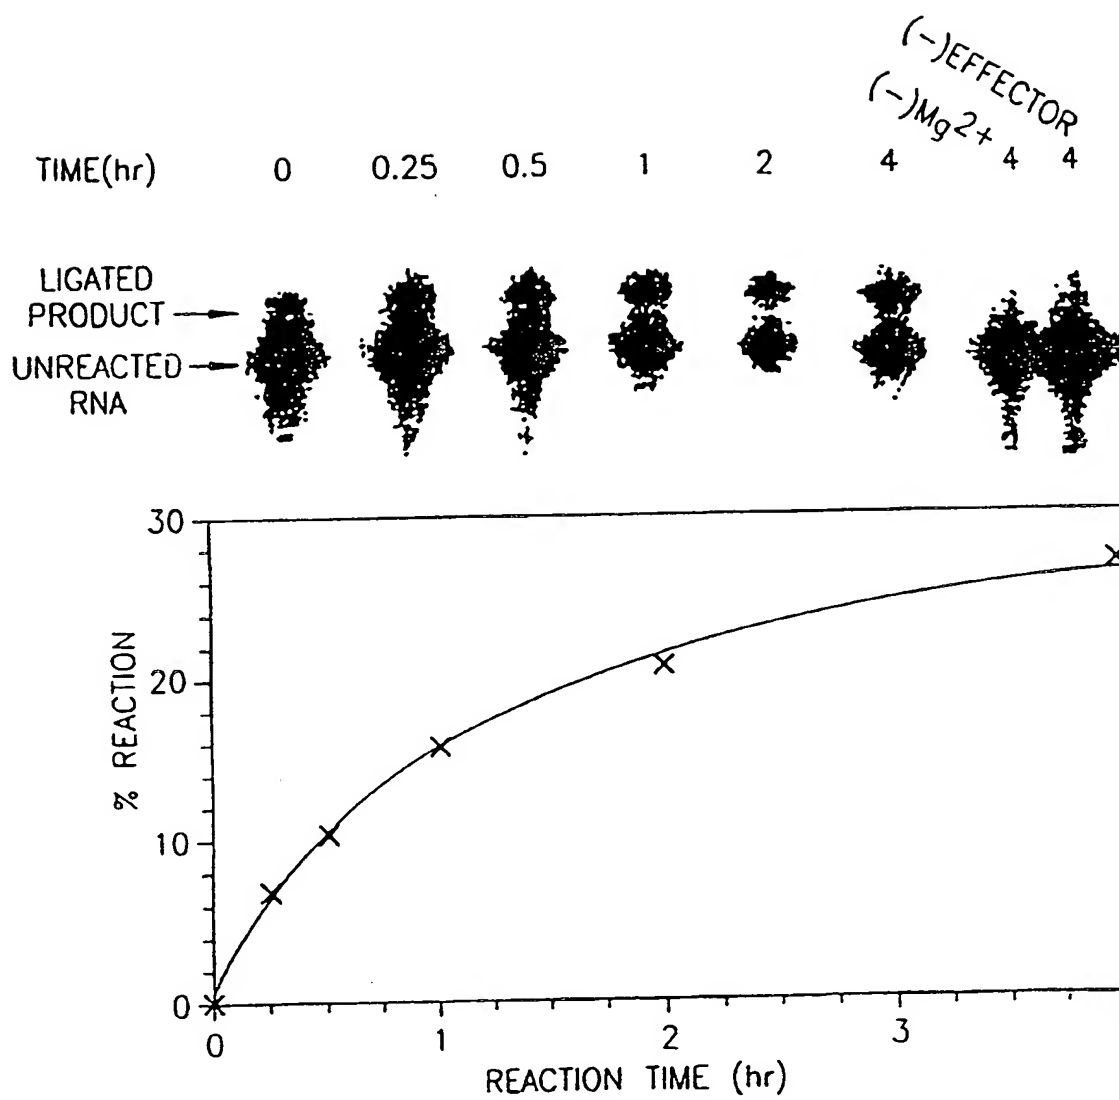 (-)EFFECTOR
(-)Mg2+
TIME(hr) 0 0.25 0.5 1 2 4 4 4
LIGATED
PRODUCT
UNREACTED
RNA
30
20
10
0
% REACTION
0 1 2 3
REACTION TIME (hr)